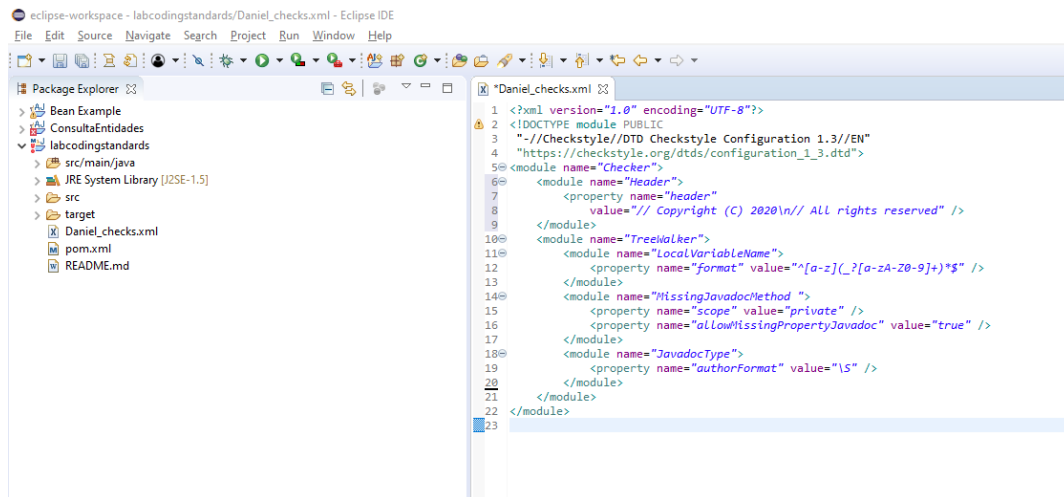 eclipse-workspace - labcodingstandards/Daniel_checks.xml - Eclipse IDE
File Edit Source Navigate Search Project Run Window Help
Package Explorer
Bean Example
ConsultaEntidades
labcodingstandards
src/main/java
JRE System Library [J2SE-1.5]
src
target
Daniel_checks.xml
pom.xml
README.md
*Daniel_checks.xml
1 <?xml version="1.0" encoding="UTF-8"?>
2 <!DOCTYPE module PUBLIC
3 "-//Checkstyle//DTD Checkstyle Configuration 1.3//EN"
4 "https://checkstyle.org/dtds/configuration_1_3.dtd">
5 <module name="Checker">
6 <module name="Header">
7 <property name="header"
8 value="// Copyright (C) 2020\n// All rights reserved" />
9 </module>
10 <module name="TreeWalker">
11 <module name="LocalVariableName">
12 <property name="format" value="^[a-z](_?[a-zA-Z0-9]+)*$" />
13 </module>
14 <module name="MissingJavadocMethod ">
15 <property name="scope" value="private" />
16 <property name="allowMissingPropertyJavadoc" value="true" />
17 </module>
18 <module name="JavadocType">
19 <property name="authorFormat" value="\S" />
20 </module>
21 </module>
22 </module>
23